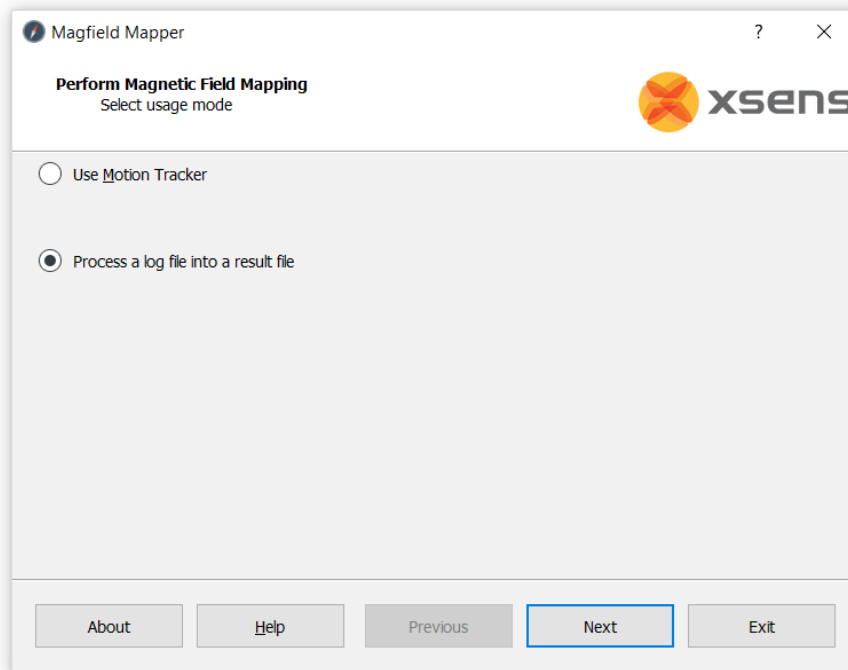 Magfield Mapper
?
Perform Magnetic Field Mapping
Select usage mode
xsens
Use Motion Tracker
Process a log file into a result file
About
Help
Previous
Next
Exit